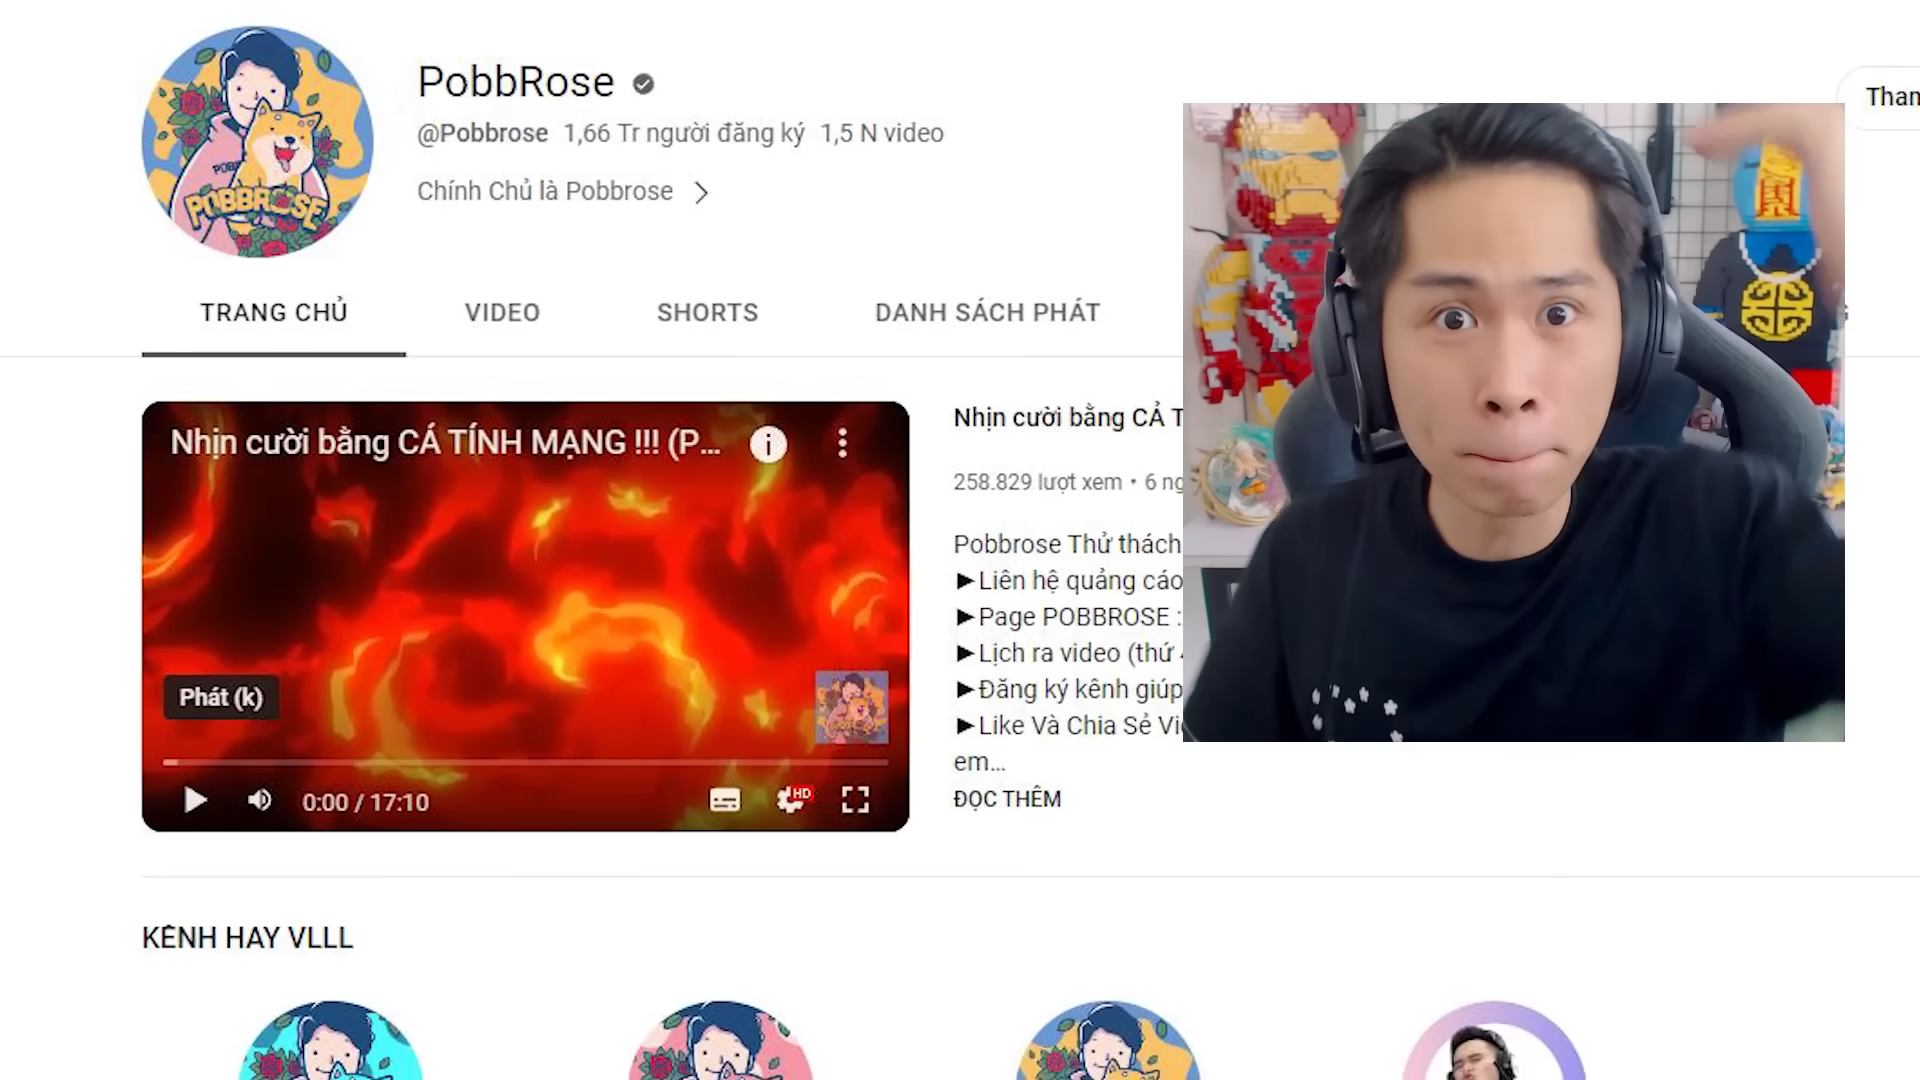 PobbRose
@Pobbrose 1,66 Tr người đăng ký 1,5 N video
Chính Chủ là Pobbrose
POBBROSE
TRANG CHỦ VIDEO SHORTS DANH SÁCH PHÁT
Nhịn cười bằng CẢ TÍNH MẠNG !!! (P...
Phát (k)
0:00 / 17:10
HD
Nhịn cười bằng CẢ T
258.829 lượt xem • 6 ng
Pobbrose Thử thách
►Liên hệ quảng cáo
►Page POBBROSE :
►Lịch ra video (thứ
►Đăng ký kênh giúp
►Like Và Chia Sẻ Vi
em...
ĐỌC THÊM
KÊNH HAY VLLL